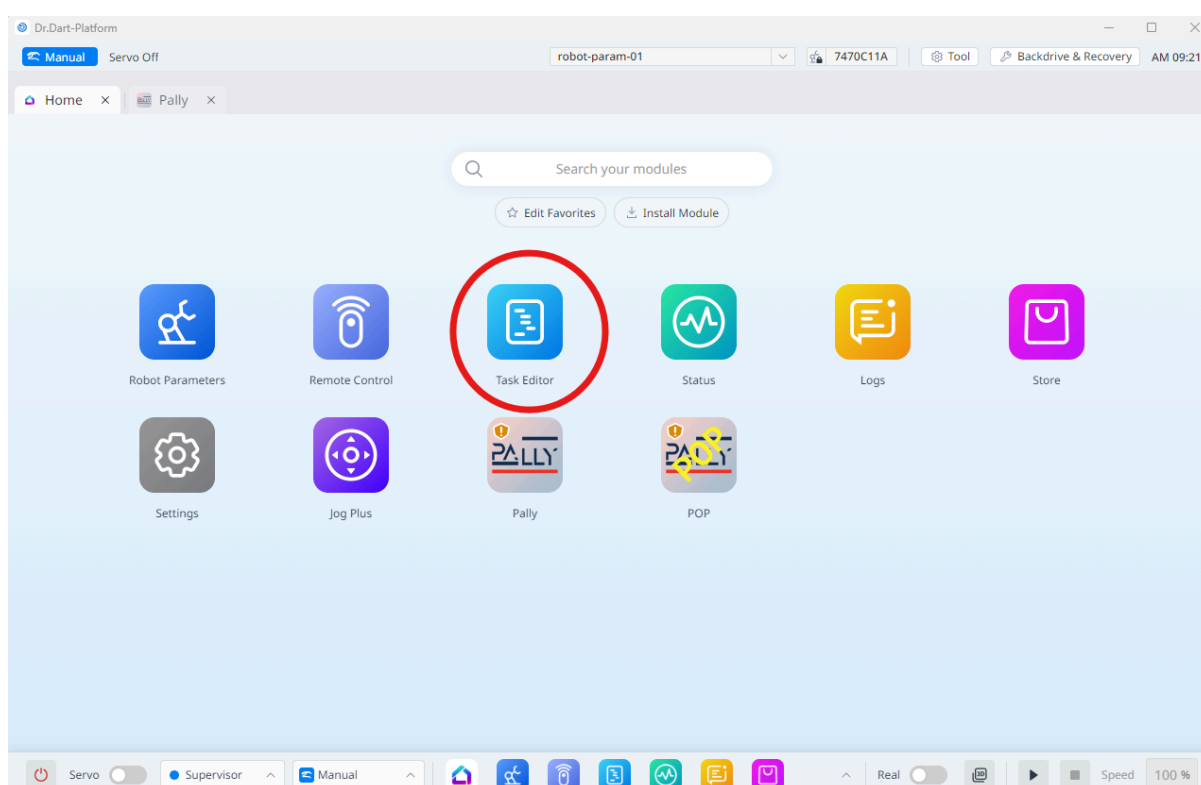 Dr.Dart-Platform
Manual Servo Off robot-param-01 7470C11A Tool Backdrive & Recovery AM 09:21
Home Pally
Search your modules
Edit Favorites Install Module
Robot Parameters Remote Control Task Editor Status Logs Store
PALLY PALLY POP
Settings Jog Plus Pally POP
Servo Supervisor Manual Real 3D Speed 100 %